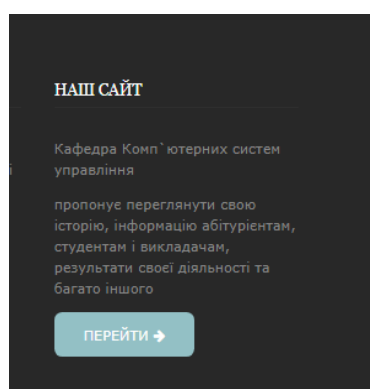 НАШ САЙТ
Кафедра Комп`ютерних систем
управління
і
пропонує переглянути свою
історію, інформацію абітурієнтам,
студентам і викладачам,
результати своєї діяльності та
багато іншого
ПЕРЕЙТИ →